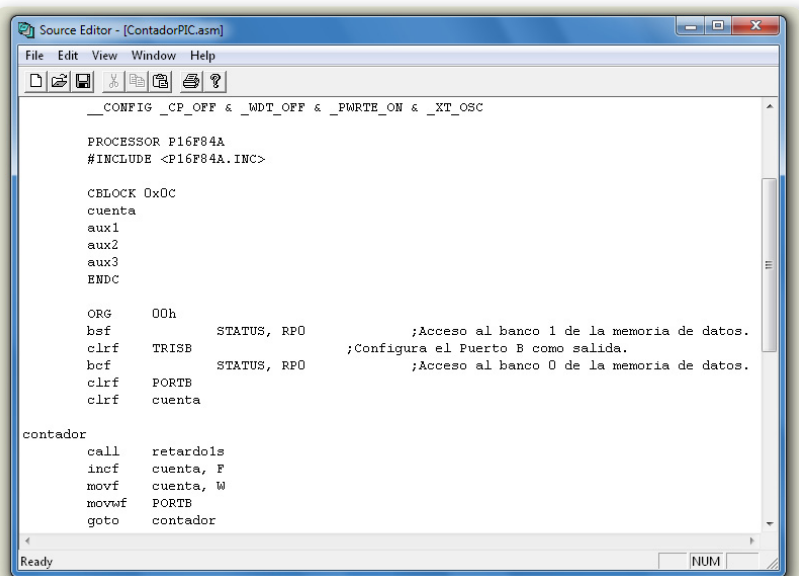 Source Editor - [ContadorPIC.asm]
File Edit View Window Help
__CONFIG _CP_OFF & _WDT_OFF & _PWRTE_ON & _XT_OSC
PROCESSOR P16F84A
#INCLUDE <P16F84A.INC>
CBLOCK 0x0C
cuenta
aux1
aux2
aux3
ENDC
ORG 00h
bsf STATUS, RP0 ;Acceso al banco 1 de la memoria de datos.
clrf TRISB ;Configura el Puerto B como salida.
bcf STATUS, RP0 ;Acceso al banco 0 de la memoria de datos.
clrf PORTB
clrf cuenta
contador
call retardo1s
incf cuenta, F
movf cuenta, W
movwf PORTB
goto contador
Ready NUM